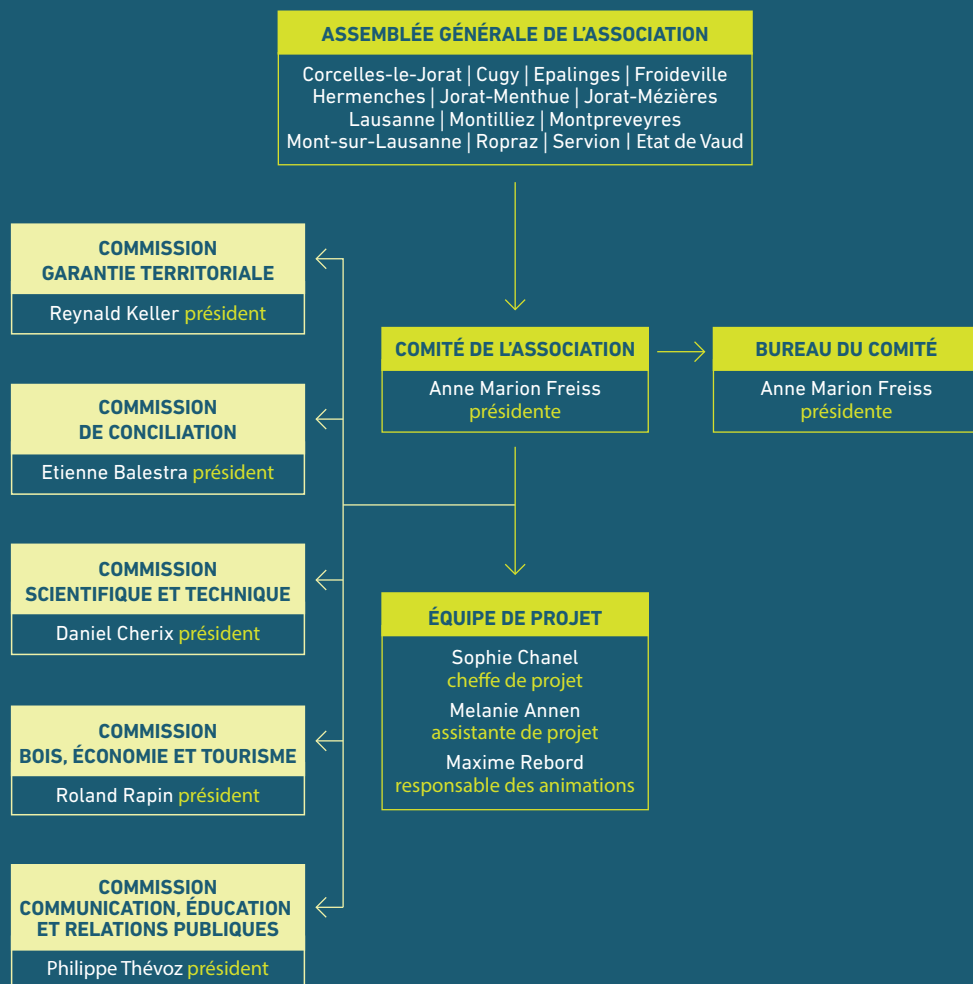 ASSEMBLÉE GÉNÉRALE DE L'ASSOCIATION
Corcelles-le-Jorat | Cugy | Epalinges | Froideville
Hermenches | Jorat-Menthue | Jorat-Mézières
Lausanne | Montilliez | Montpreveyres
Mont-sur-Lausanne | Ropraz | Servion | Etat de Vaud
COMMISSION
GARANTIE TERRITORIALE
Reynald Keller président
COMITÉ DE L'ASSOCIATION
Anne Marion Freiss
présidente
BUREAU DU COMITÉ
Anne Marion Freiss
présidente
COMMISSION
DE CONCILIATION
Etienne Balestra président
COMMISSION
SCIENTIFIQUE ET TECHNIQUE
Daniel Cherix président
ÉQUIPE DE PROJET
Sophie Chanel
cheffe de projet
Melanie Annen
assistante de projet
Maxime Rebord
responsable des animations
COMMISSION
BOIS, ÉCONOMIE ET TOURISME
Roland Rapin président
COMMISSION
COMMUNICATION, ÉDUCATION
ET RELATIONS PUBLIQUES
Philippe Thévoz président